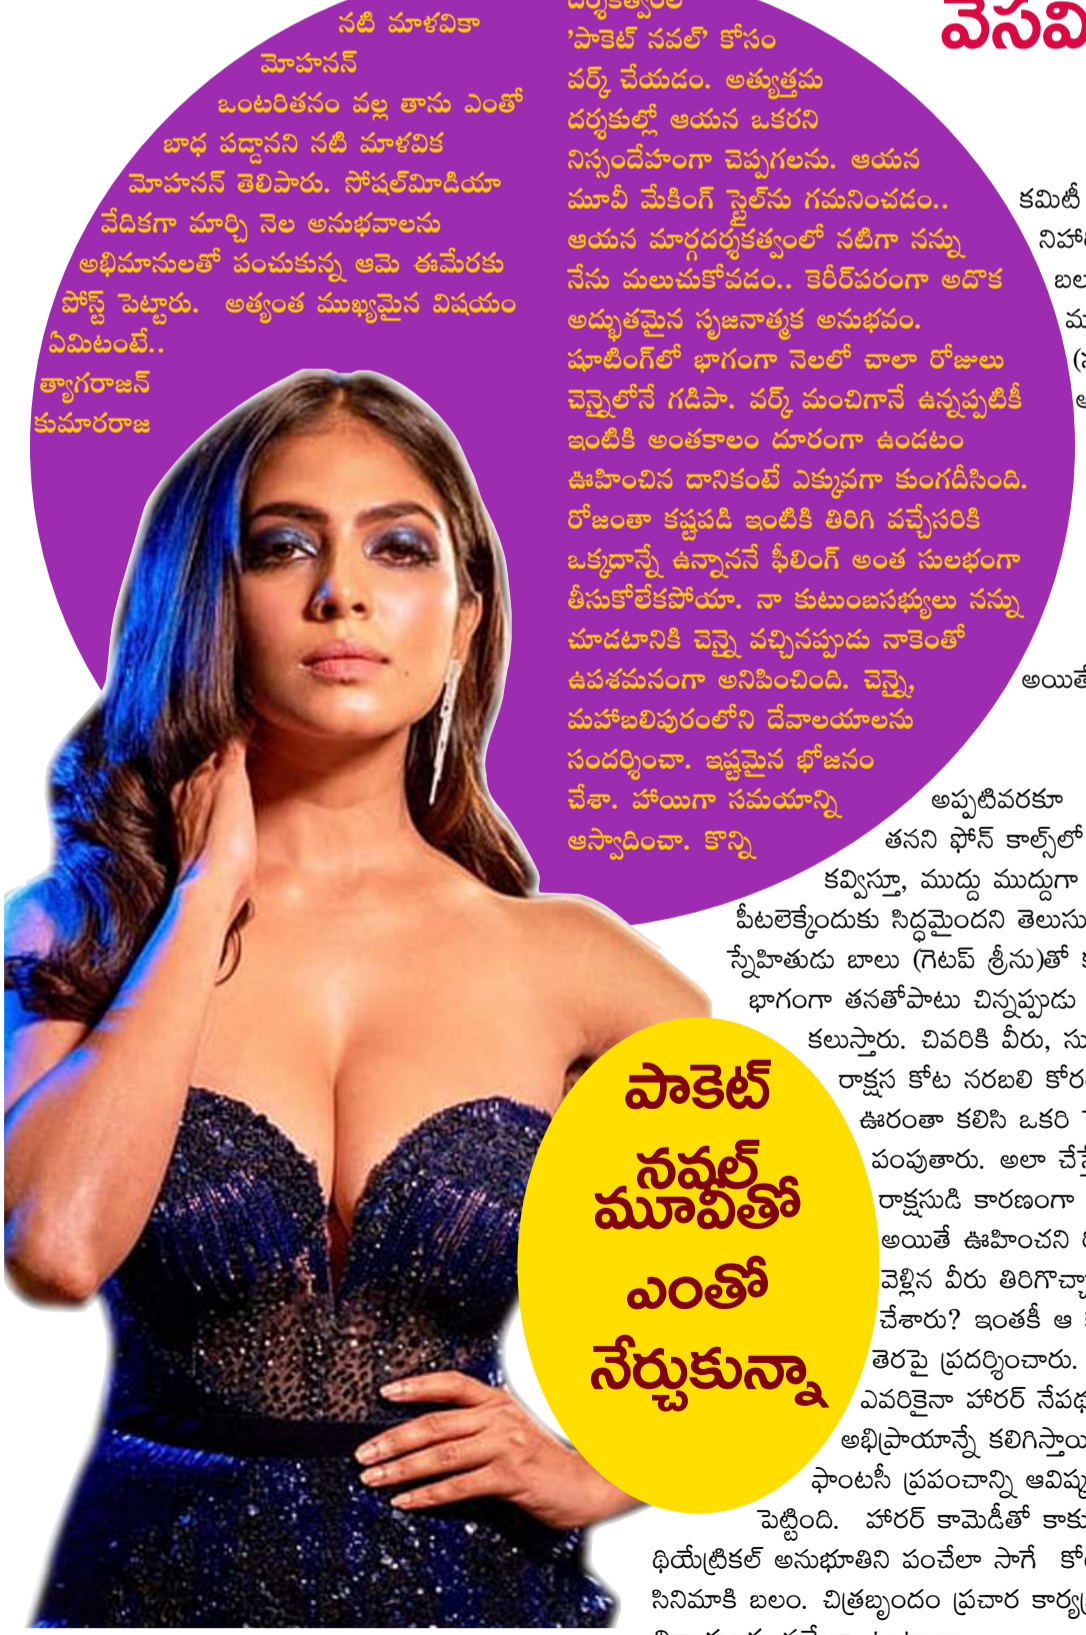 నటి మాళవికా
మోహనన్
ఒంటరితనం వల్ల తాను ఎంతో
బాధ పడ్డానని నటి మాళవిక
మోహనన్ తెలిపారు. సోషల్‌మీడియా
వేదికగా మార్చి నెల అనుభవాలను
అభిమానులతో పంచుకున్న ఆమె ఈమేరకు
పోస్ట్ పెట్టారు. అత్యంత ముఖ్యమైన విషయం
ఏమిటంటే..
త్యాగరాజన్
కుమారరాజ
దర్శకత్వంలో
'పాకెట్ నవల్' కోసం
వర్క్ చేయడం. అత్యుత్తమ
దర్శకుల్లో ఆయన ఒకరని
నిస్సందేహంగా చెప్పగలను. ఆయన
మూవీ మేకింగ్ స్టైల్‌ను గమనించడం..
ఆయన మార్గదర్శకత్వంలో నటిగా నన్ను
నేను మలుచుకోవడం.. కెరీర్‌పరంగా అదొక
అద్భుతమైన సృజనాత్మక అనుభవం.
షూటింగ్‌లో భాగంగా నెలలో చాలా రోజులు
చెన్నైలోనే గడిపా. వర్క్ మంచిగానే ఉన్నప్పటికీ
ఇంటికి అంతకాలం దూరంగా ఉండటం
ఊహించిన దానికంటే ఎక్కువగా కుంగదీసింది.
రోజంతా కష్టపడి ఇంటికి తిరిగి వచ్చేసరికి
ఒక్కదాన్నే ఉన్నాననే ఫీలింగ్ అంత సులభంగా
తీసుకోలేకపోయా. నా కుటుంబసభ్యులు నన్ను
చూడటానికి చెన్నై వచ్చినప్పుడు నాకెంతో
ఉపశమనంగా అనిపించింది. చెన్నై,
మహాబలిపురంలోని దేవాలయాలను
సందర్శించా. ఇష్టమైన భోజనం
చేశా. హాయిగా సమయాన్ని
ఆస్వాదించా. కొన్ని
పాకెట్
నవల్
మూవీతో
ఎంతో
నేర్చుకున్నా
కమిటీ
అయితే
అప్పటివరకూ
తనని ఫోన్ కాల్స్‌లో
కవ్విస్తూ, ముద్దు ముద్దుగా
పీటలెక్కేందుకు సిద్ధమైందని
స్నేహితుడు బాలు (గెటప్ శ్రీను)తో
భాగంగా తనతోపాటు చిన్నప్పుడు
కలుస్తారు. చివరికి వీరు,
రాక్షస కోట నరబలి
ఊరంతా కలిసి ఒకరి
పంపుతారు. అలా
రాక్షసుడి కారణంగా
అయితే ఊహించని
వెళ్లిన వీరు
చేశారు? ఇంతకీ ఆ
తెరపై ప్రదర్శించారు.
ఎవరికైనా హారర్
అభిప్రాయాన్నే
ఫాంటసీ ప్రపంచాన్ని
పెట్టింది. హారర్ కామెడీతో
థియేట్రికల్ అనుభూతిని పంచేలా సాగే
సినిమాకి బలం. చిత్రబృందం ప్రచార